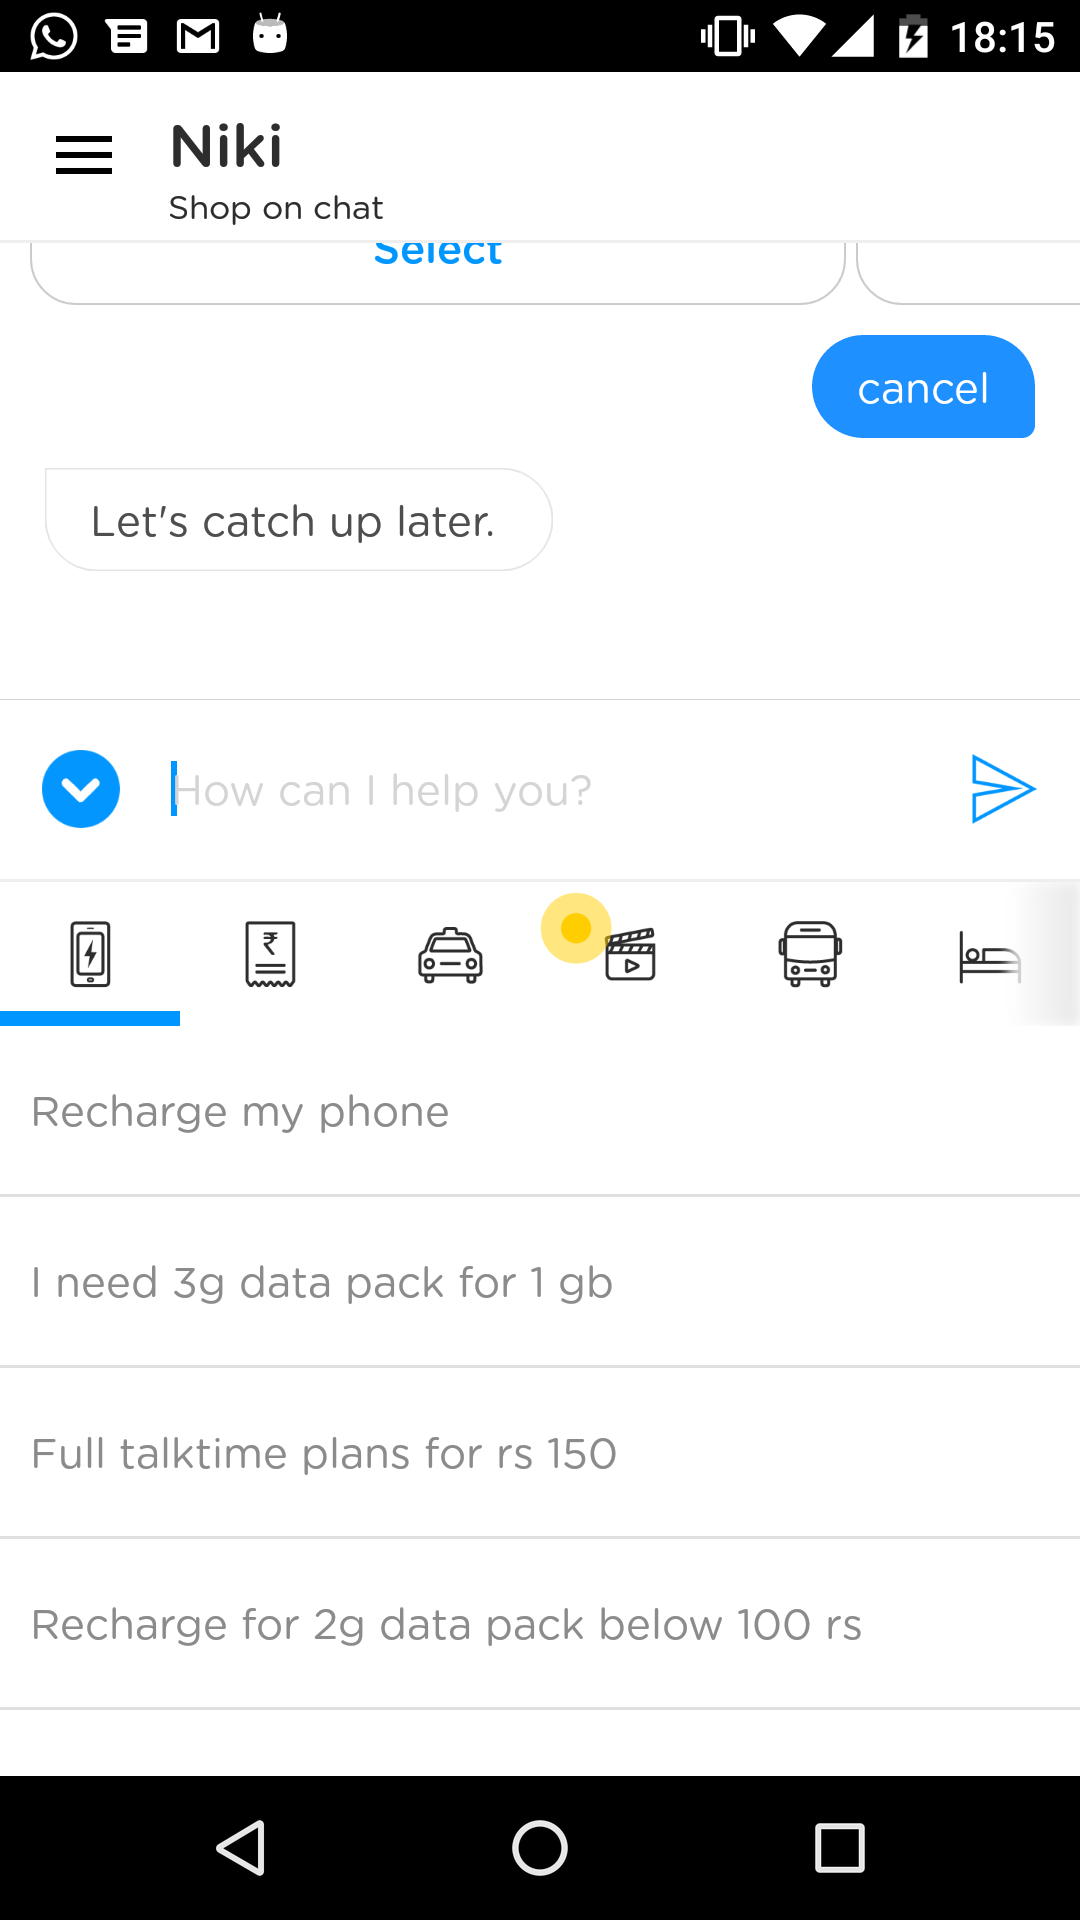 18:15
Niki
Shop on chat
Select
cancel
Let's catch up later.
How can I help you?
₹
Recharge my phone
I need 3g data pack for 1 gb
Full talktime plans for rs 150
Recharge for 2g data pack below 100 rs